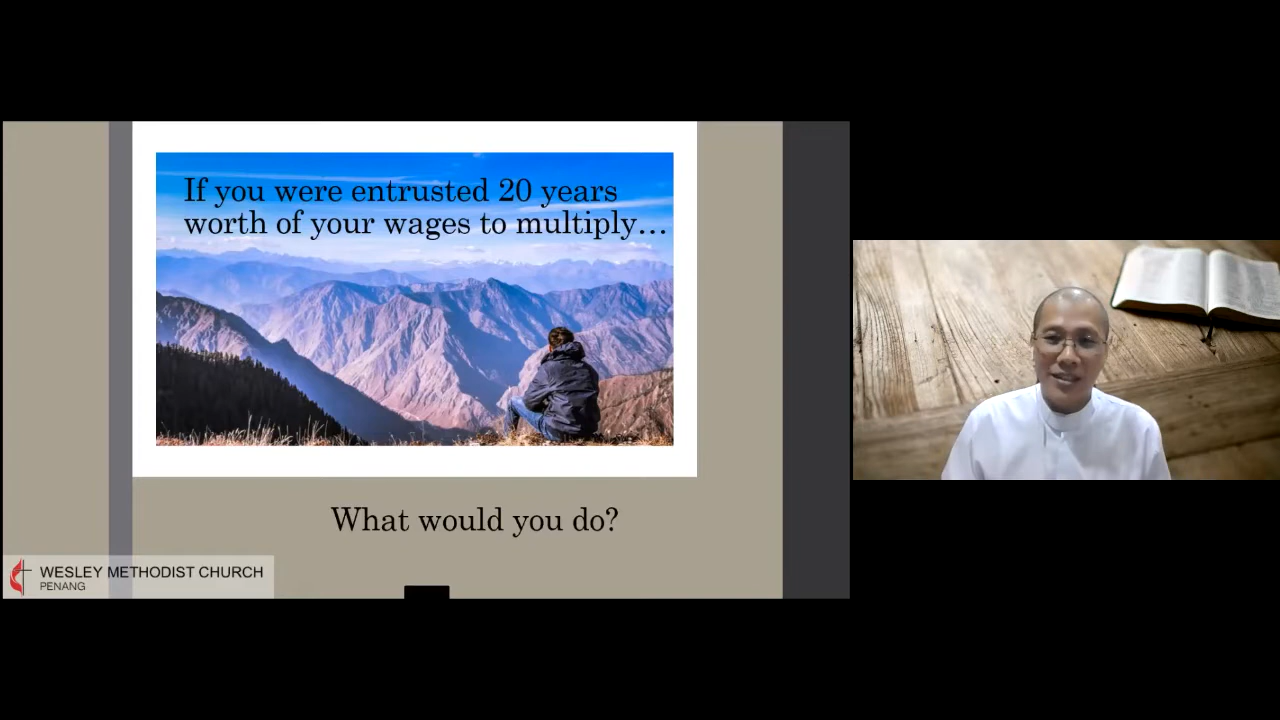 If you were entrusted 20 years
worth of your wages to multiply…
What would you do?
WESLEY METHODIST CHURCH
PENANG